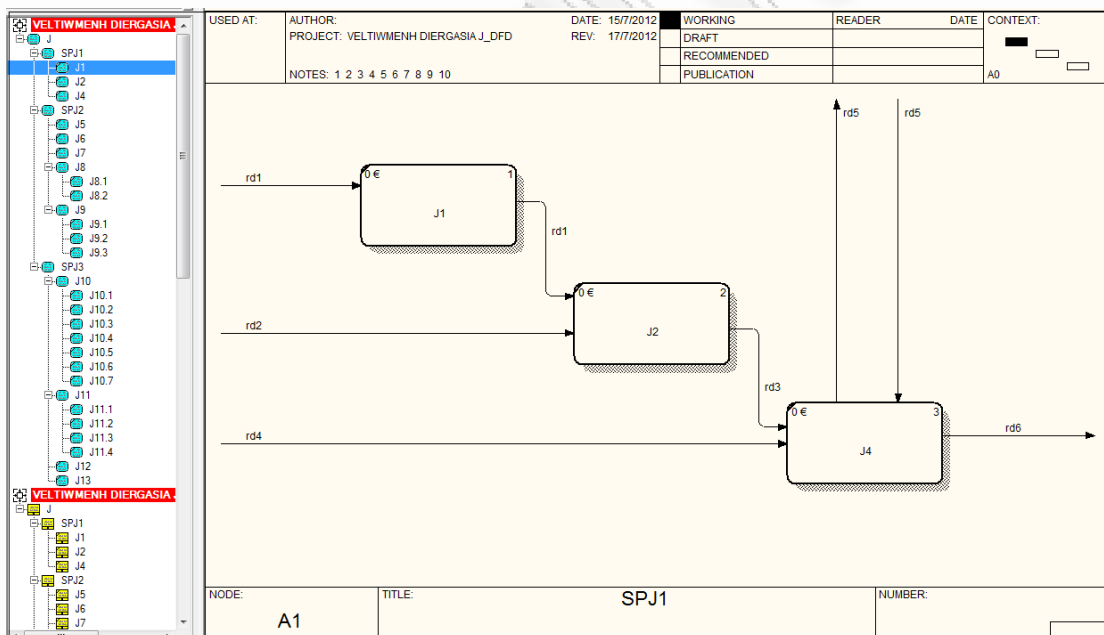 VELTIWMENH DIERGASIA J
J
SPJ1
J1
J2
J4
SPJ2
J5
J6
J7
J8
J8.1
J8.2
J9
J9.1
J9.2
J9.3
SPJ3
J10
J10.1
J10.2
J10.3
J10.4
J10.5
J10.6
J10.7
J11
J11.1
J11.2
J11.3
J11.4
J12
J13
VELTIWMENH DIERGASIA J
J
SPJ1
J1
J2
J4
SPJ2
J5
J6
J7
USED AT:
AUTHOR:
DATE: 15/7/2012
PROJECT: VELTIWMENH DIERGASIA J_DFD
REV: 17/7/2012
NOTES: 1 2 3 4 5 6 7 8 9 10
WORKING
DRAFT
RECOMMENDED
PUBLICATION
READER
DATE
CONTEXT:
A0
rd5
rd5
rd1
0 €
1
J1
rd1
rd2
0 €
2
J2
rd3
rd4
0 €
3
J4
rd6
NODE:
A1
TITLE:
SPJ1
NUMBER: